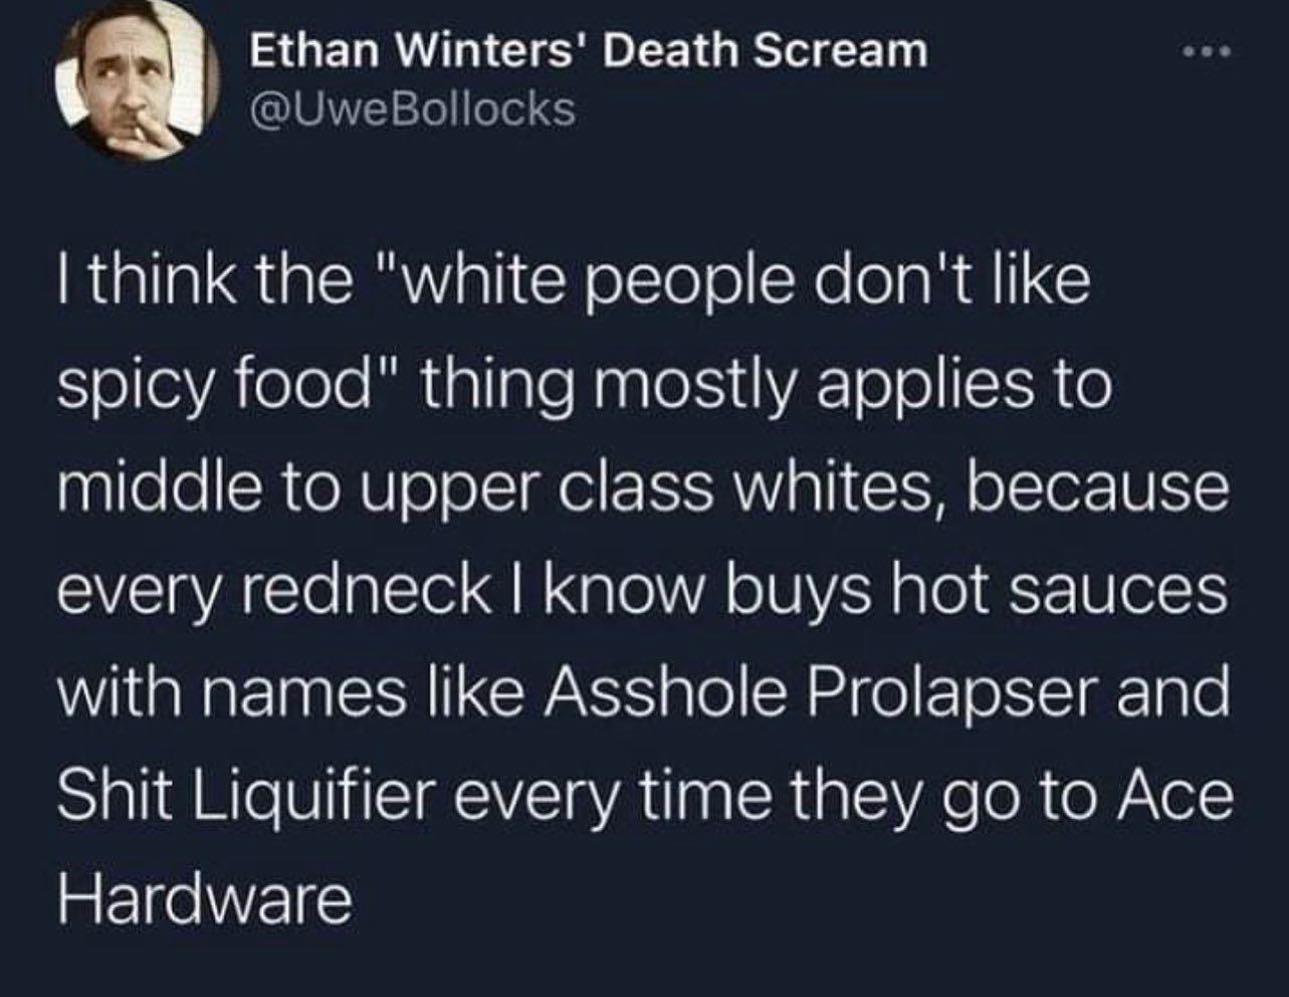 Ethan Winters' Death Scream
@UweBollocks
I think the "white people don't like
spicy food" thing mostly applies to
middle to upper class whites, because
every redneck I know buys hot sauces
with names like Asshole Prolapser and
Shit Liquifier every time they go to Ace
Hardware